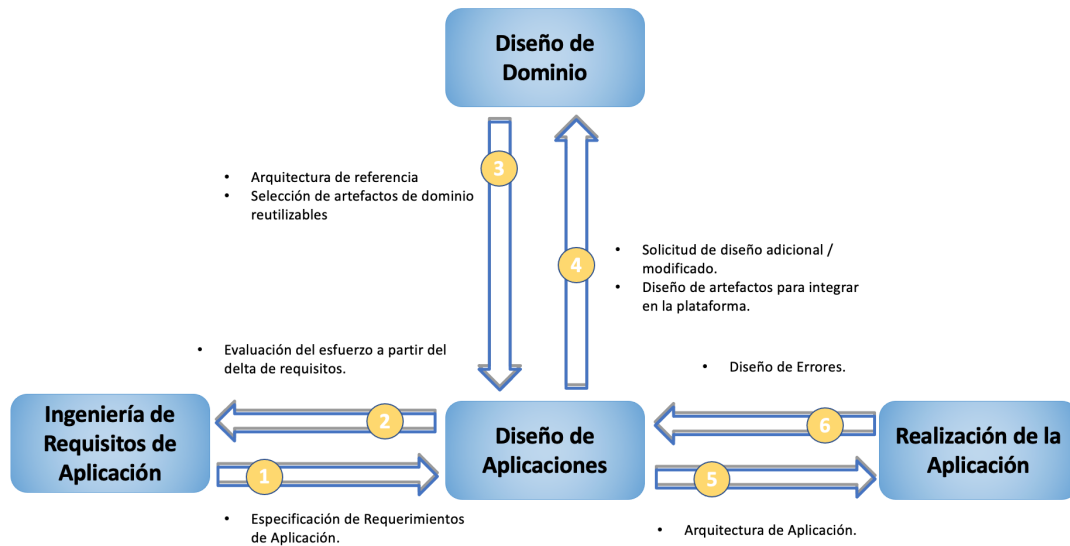 Diseño de
Dominio
3
• Arquitectura de referencia
• Selección de artefactos de dominio
reutilizables
4
• Solicitud de diseño adicional /
modificado.
• Diseño de artefactos para integrar
en la plataforma.
• Evaluación del esfuerzo a partir del
delta de requisitos.
• Diseño de Errores.
Ingeniería de
Requisitos de
Aplicación
2
1
Diseño de
Aplicaciones
6
5
Realización de la
Aplicación
• Especificación de Requerimientos
de Aplicación.
• Arquitectura de Aplicación.